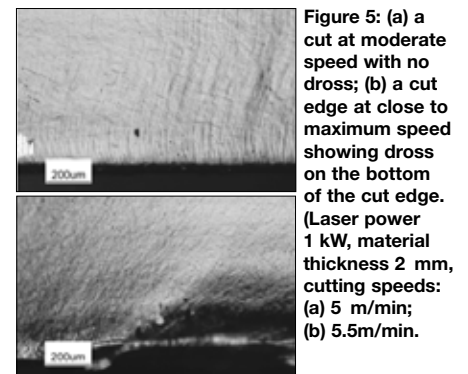 Figure 5: (a) a
cut at moderate
speed with no
dross; (b) a cut
edge at close to
maximum speed
showing dross
on the bottom
of the cut edge.
(Laser power
1 kW, material
thickness 2 mm,
cutting speeds:
(a) 5 m/min;
(b) 5.5m/min.
200um
200um